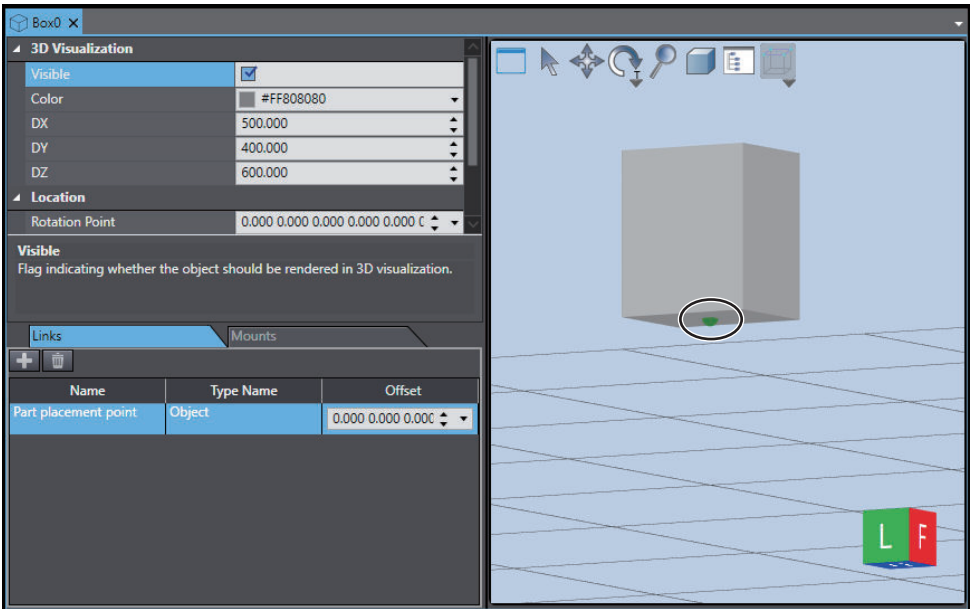 Box0
3D Visualization
Visible
Color #FF808080
DX 500.000
DY 400.000
DZ 600.000
Location
Rotation Point 0.000 0.000 0.000 0.000 0.000
Visible
Flag indicating whether the object should be rendered in 3D visualization.
Links Mounts
Name Type Name Offset
Part placement point Object 0.000 0.000 0.000
L F